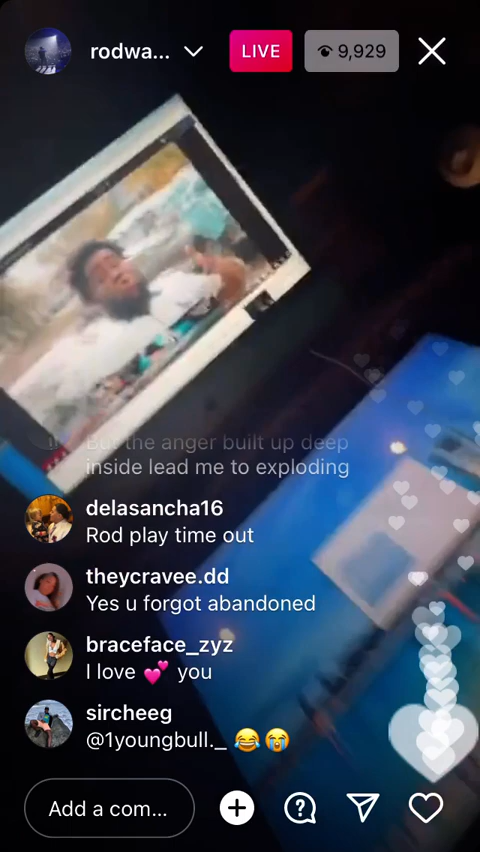 rodwa...
LIVE
9,929
But the anger built up deep
inside lead me to exploding
delasancha16
Rod play time out
theycravee.dd
Yes u forgot abandoned
braceface_zyz
I love 💕 you
sircheeg
@1youngbull._ 😂😭
Add a com...